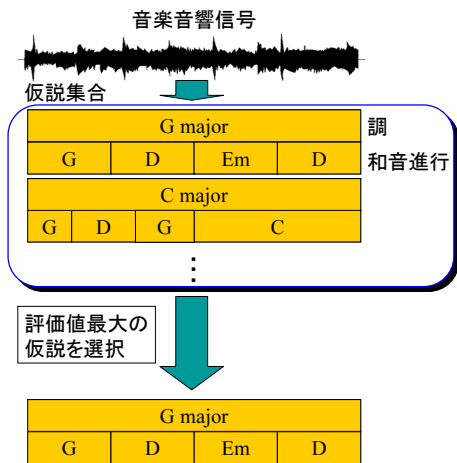 音楽音響信号
仮説集合
G major 調
G D Em D 和音進行
C major
G D G C
⋮
評価値最大の
仮説を選択
G major
G D Em D